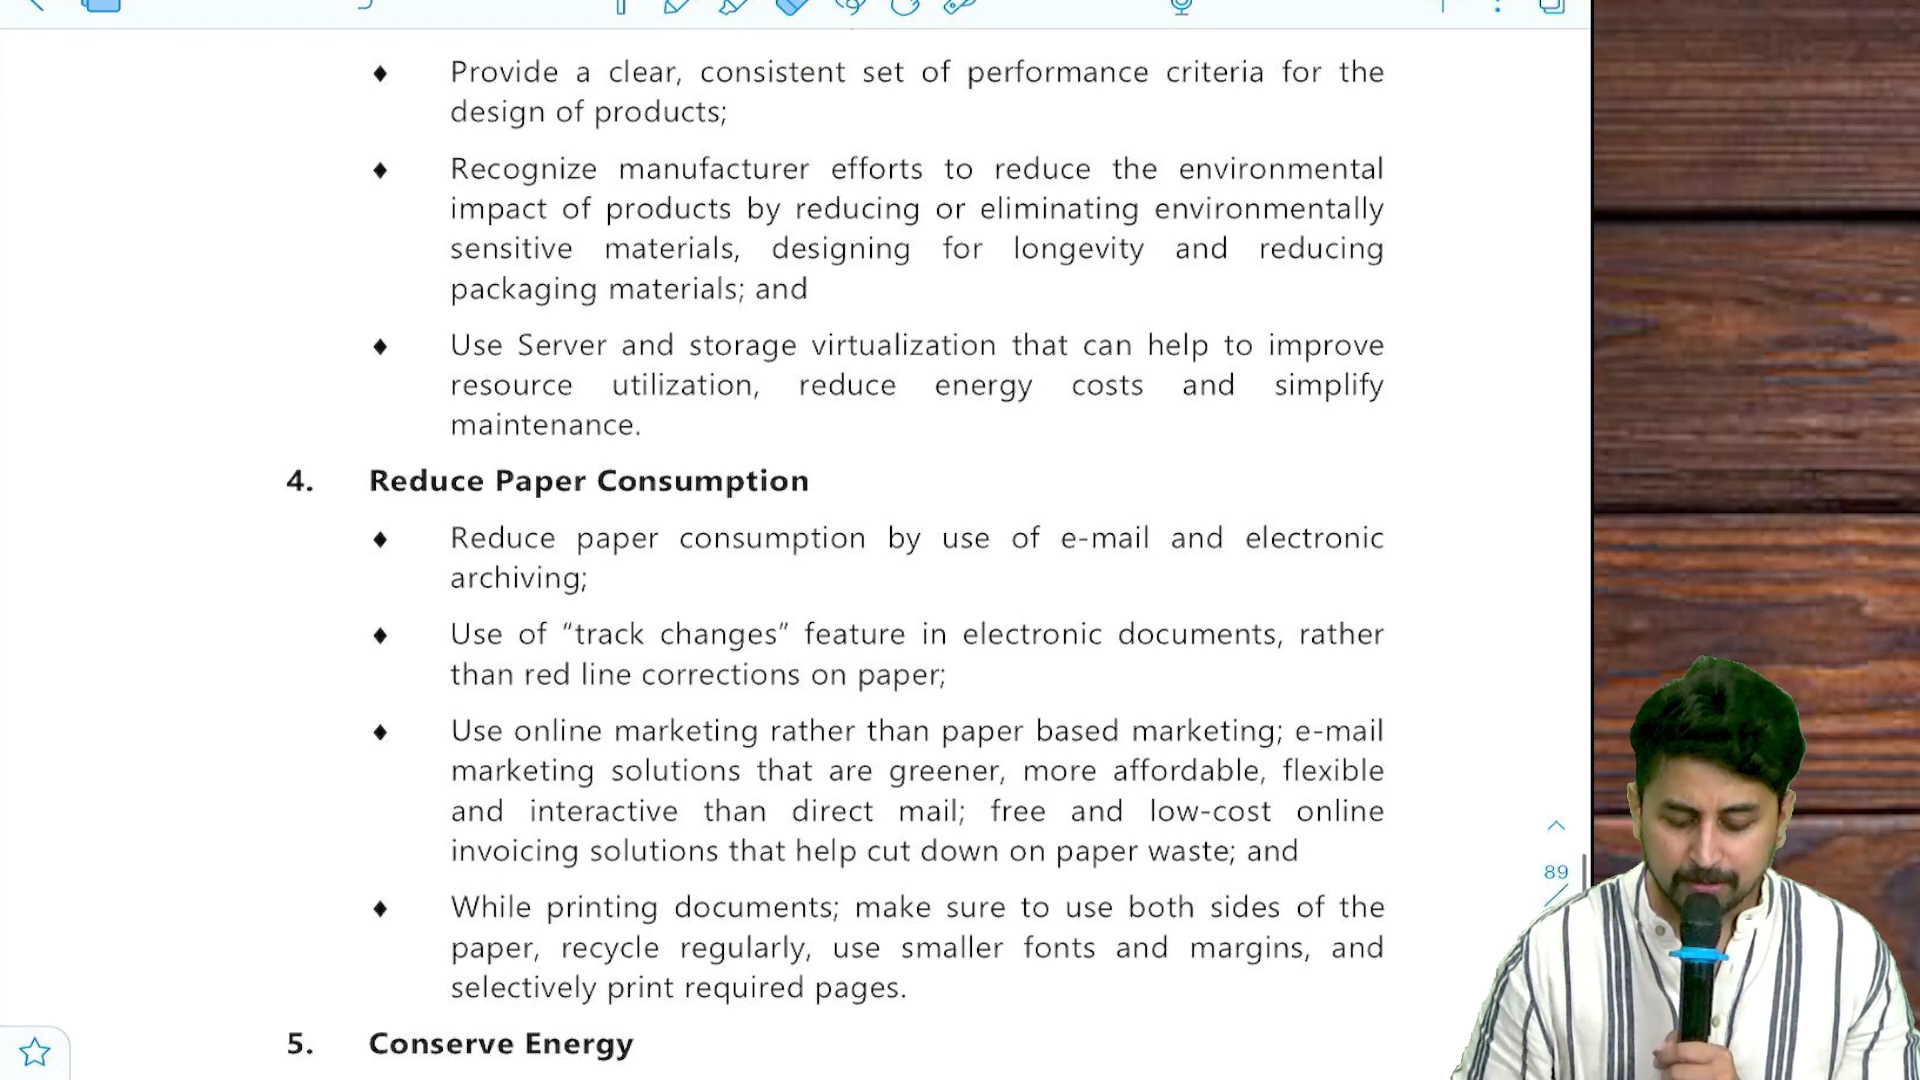 ♦ Provide a clear, consistent set of performance criteria for the
design of products;
♦ Recognize manufacturer efforts to reduce the environmental
impact of products by reducing or eliminating environmentally
sensitive materials, designing for longevity and reducing
packaging materials; and
♦ Use Server and storage virtualization that can help to improve
resource utilization, reduce energy costs and simplify
maintenance.
4. Reduce Paper Consumption
♦ Reduce paper consumption by use of e-mail and electronic
archiving;
♦ Use of “track changes” feature in electronic documents, rather
than red line corrections on paper;
♦ Use online marketing rather than paper based marketing; e-mail
marketing solutions that are greener, more affordable, flexible
and interactive than direct mail; free and low-cost online
invoicing solutions that help cut down on paper waste; and
♦ While printing documents; make sure to use both sides of the
paper, recycle regularly, use smaller fonts and margins, and
selectively print required pages.
5. Conserve Energy
89